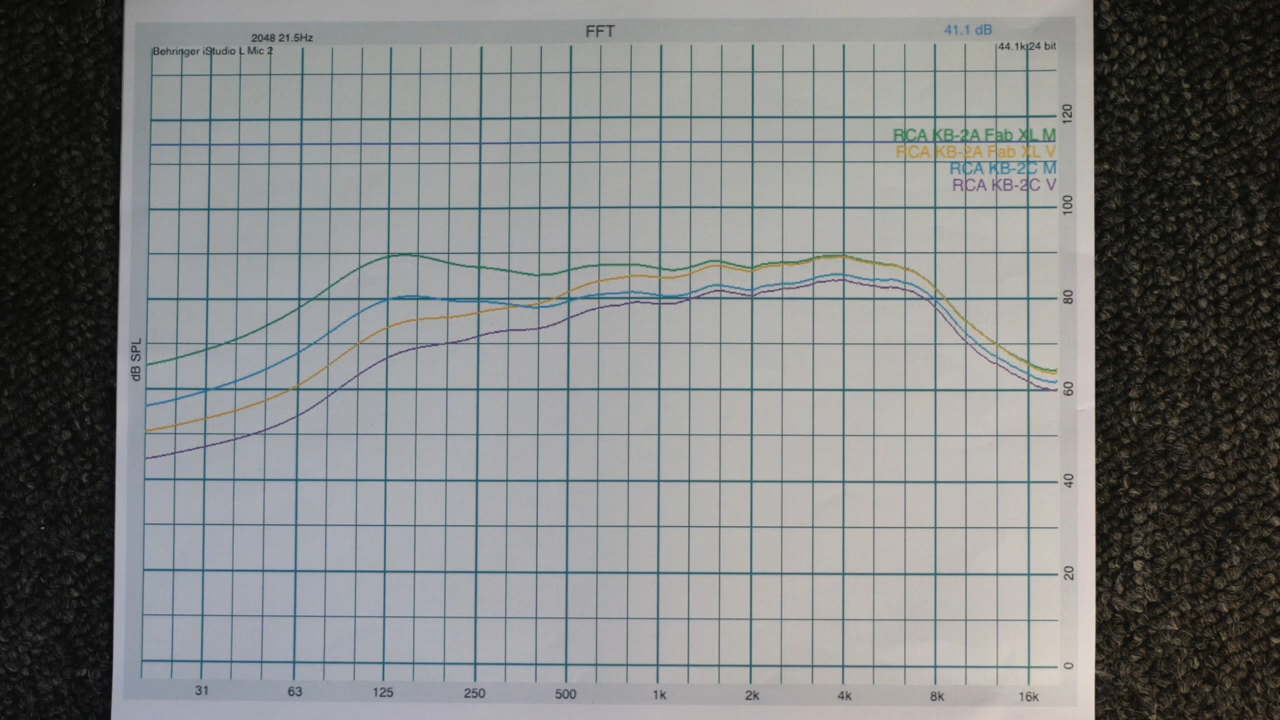 FFT
41.1 dB
2048 21.5Hz
Behringer iStudio L Mic 2
44.1k 24 bit
120
RCA KB-2A Fab XL M
RCA KB-2A Fab XL V
RCA KB-2C M
RCA KB-2C V
100
80
dB SPL
60
40
20
0
31 63 125 250 500 1k 2k 4k 8k 16k